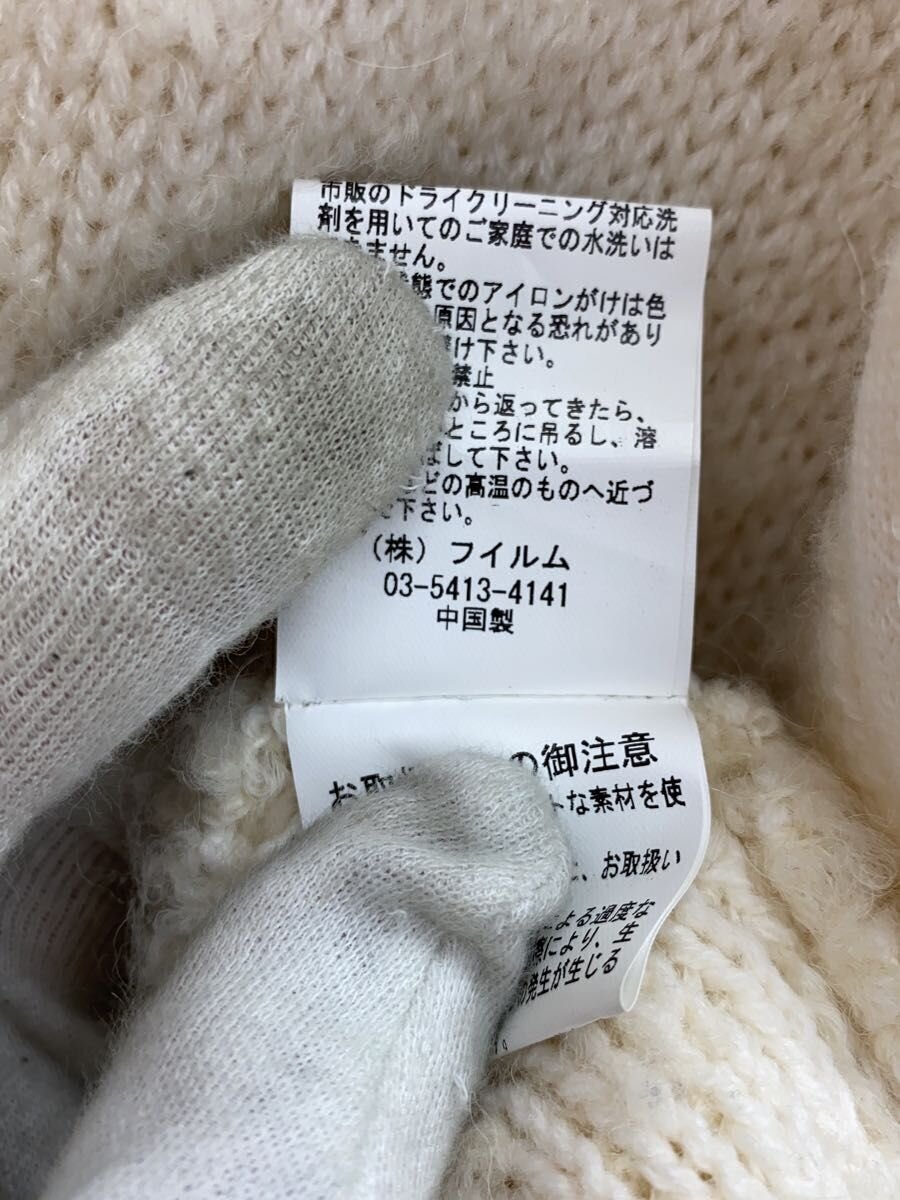 市販のドライクリーニング対応洗
剤を用いてのご家庭での水洗いは
きません。
態でのアイロンがけは色
原因となる恐れがあり
け下さい。
禁止
から返ってきたら、
ところに吊るし、溶
して下さい。
どの高温のものへ近づ
下さい。
(株) フイルム
03-5413-4141
中国製
お取 の御注意
な素材を使
、お取扱い
よる過度な
により、生
発生が生じる